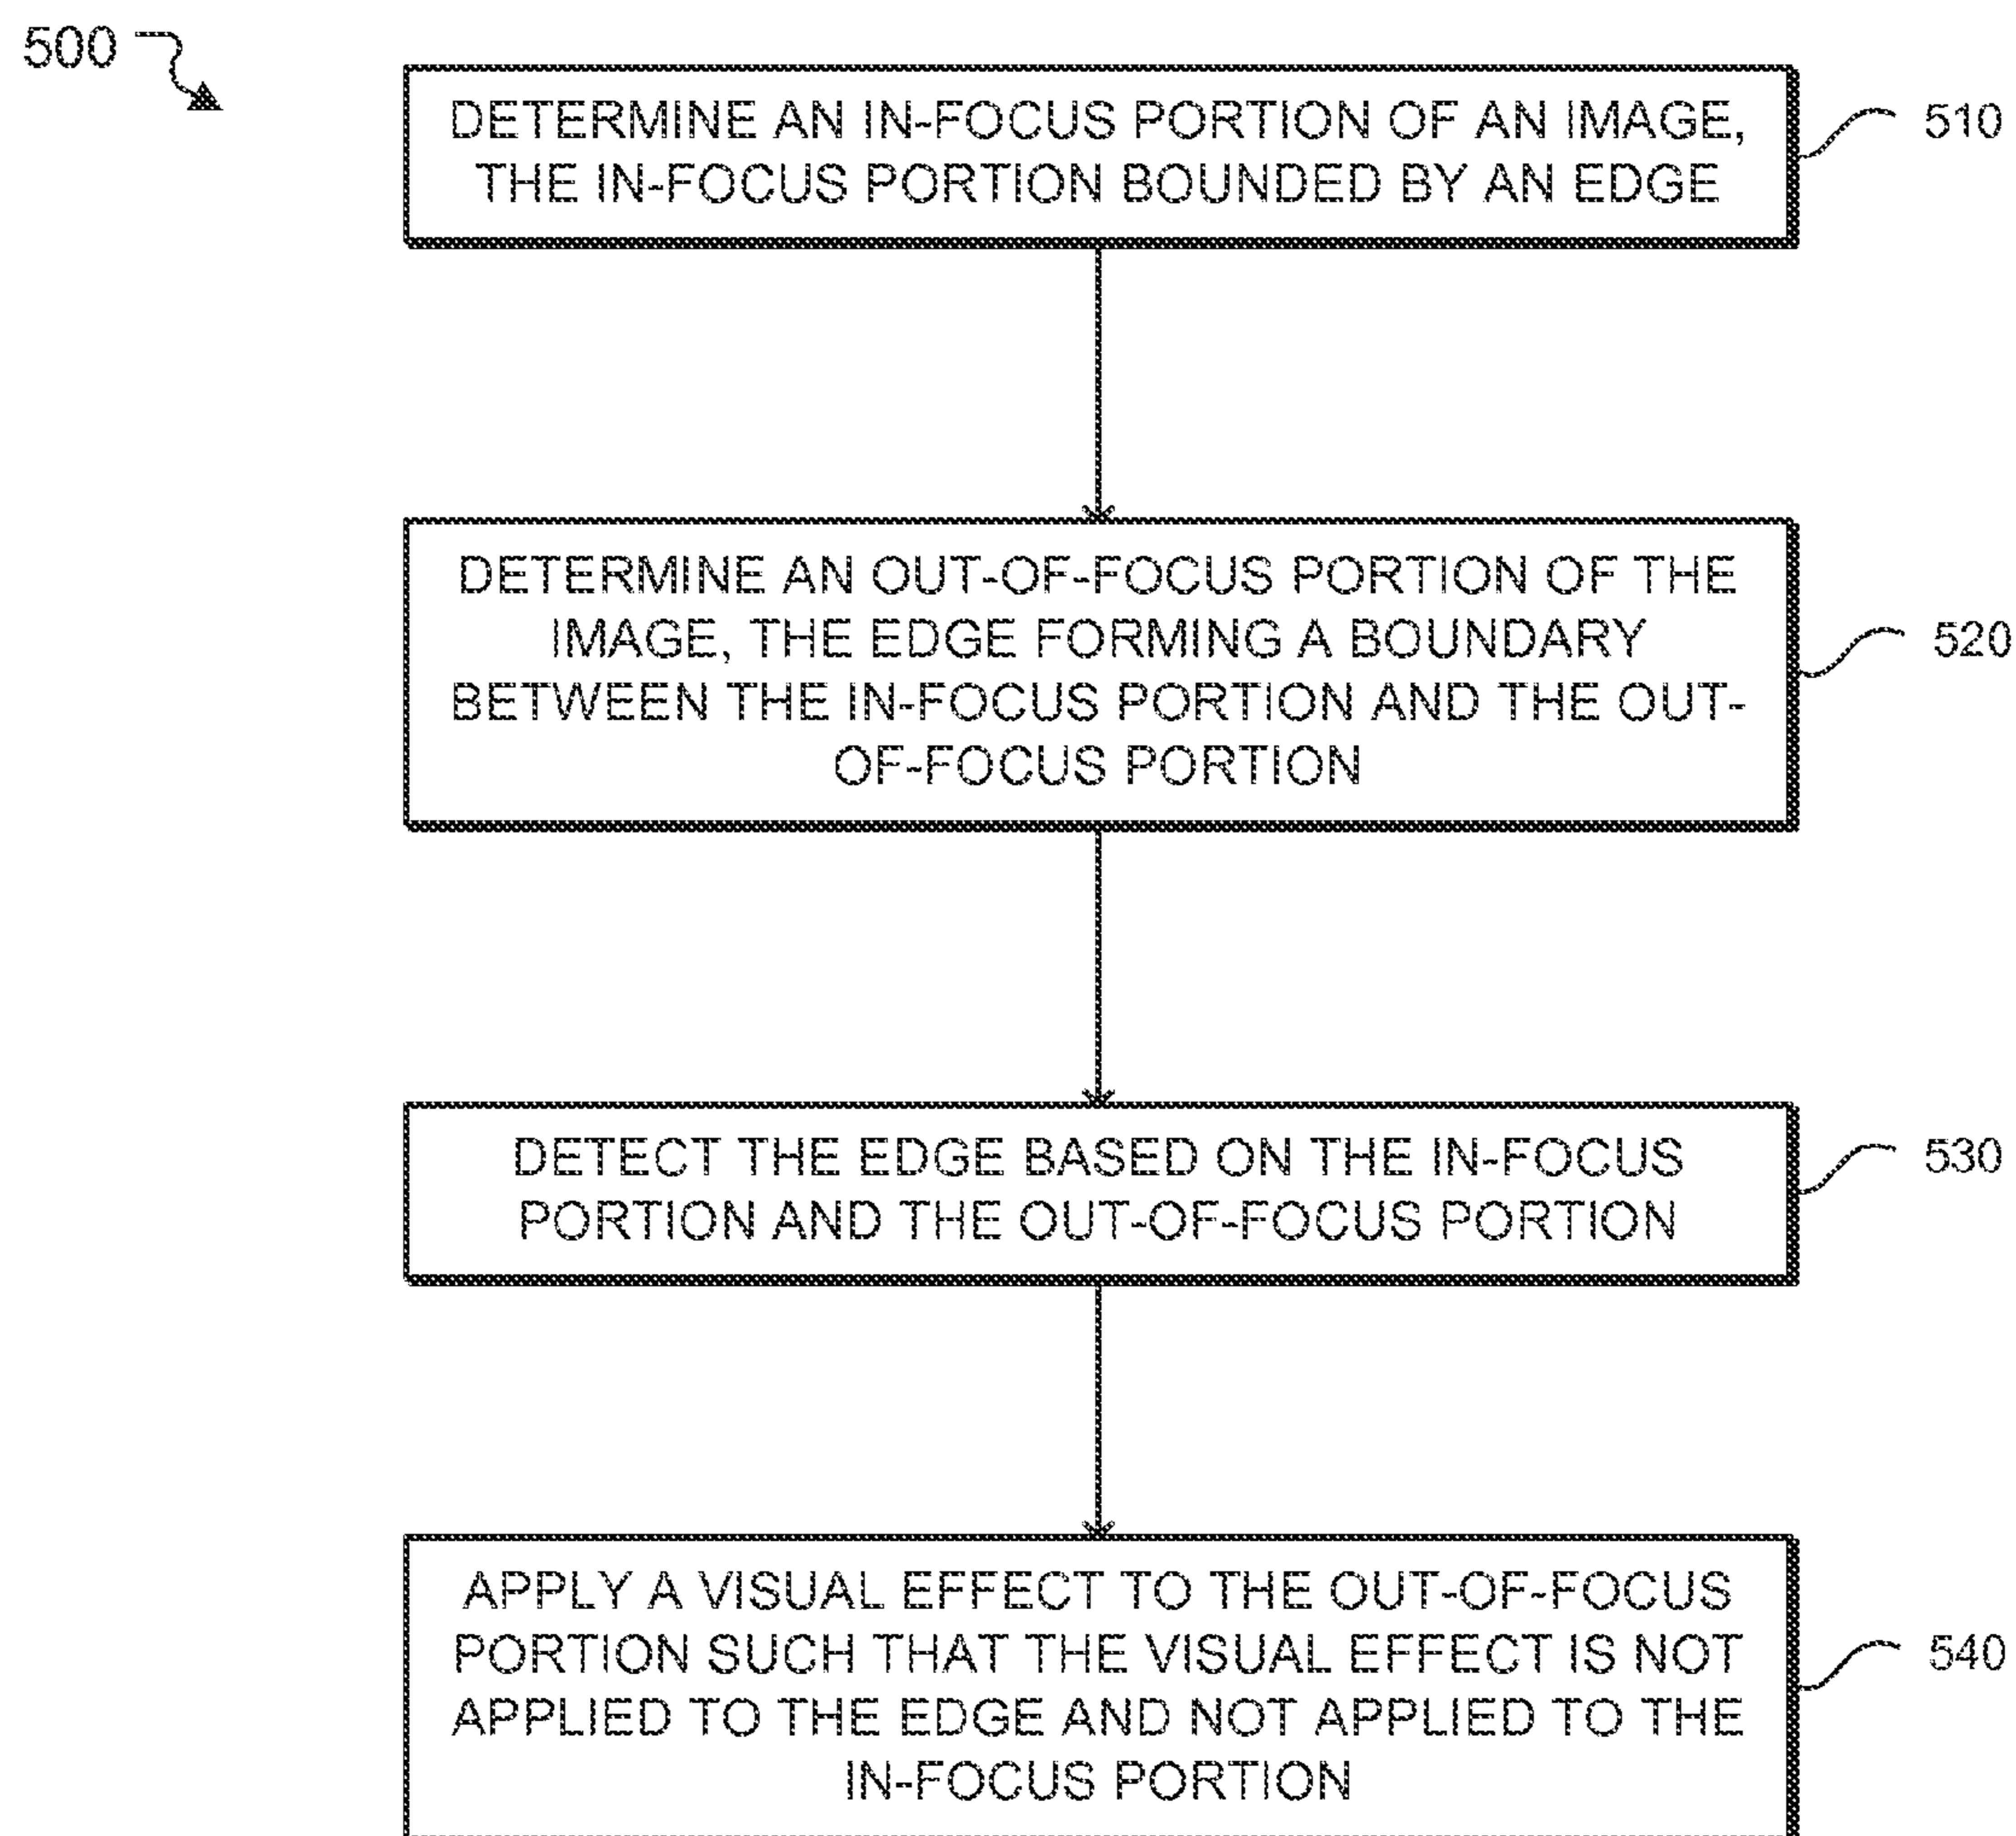 500
DETERMINE AN IN-FOCUS PORTION OF AN IMAGE,
THE IN-FOCUS PORTION BOUNDED BY AN EDGE
510
DETERMINE AN OUT-OF-FOCUS PORTION OF THE
IMAGE, THE EDGE FORMING A BOUNDARY
BETWEEN THE IN-FOCUS PORTION AND THE OUT-
OF-FOCUS PORTION
520
DETECT THE EDGE BASED ON THE IN-FOCUS
PORTION AND THE OUT-OF-FOCUS PORTION
530
APPLY A VISUAL EFFECT TO THE OUT-OF-FOCUS
PORTION SUCH THAT THE VISUAL EFFECT IS NOT
APPLIED TO THE EDGE AND NOT APPLIED TO THE
IN-FOCUS PORTION
540